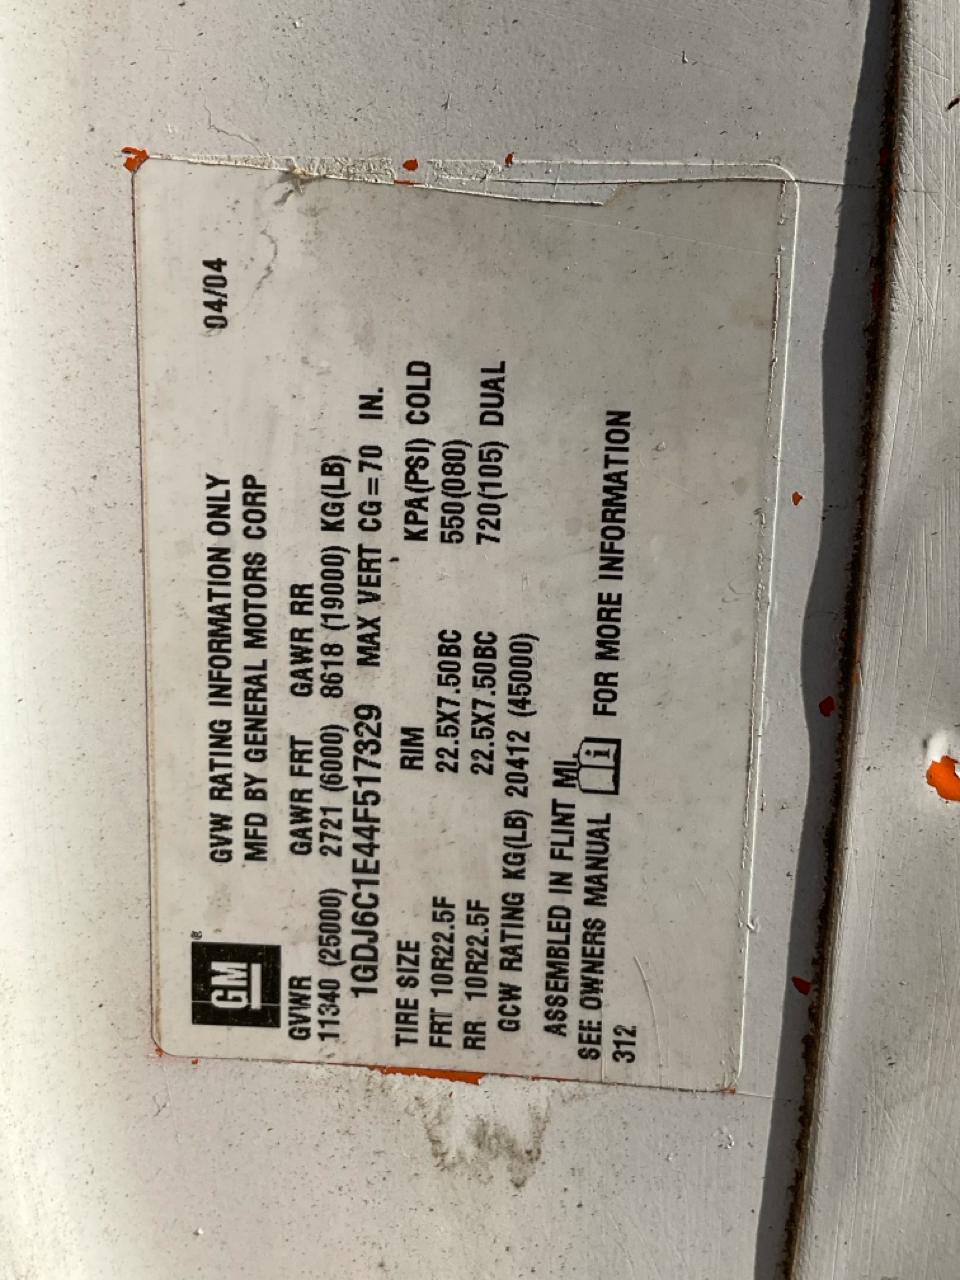 GM®
GVW RATING INFORMATION ONLY 04/04
MFD BY GENERAL MOTORS CORP
GVWR GAWR FRT GAWR RR
11340 (25000) 2721 (6000) 8618 (19000) KG(LB)
1GDJ6C1E44F517329 MAX VERT CG=70 IN.
TIRE SIZE RIM KPA(PSI) COLD
FRT 10R22.5F 22.5X7.50BC 550(080)
RR 10R22.5F 22.5X7.50BC 720(105) DUAL
GCW RATING KG(LB) 20412 (45000)
ASSEMBLED IN FLINT MI.
SEE OWNERS MANUAL FOR MORE INFORMATION
312